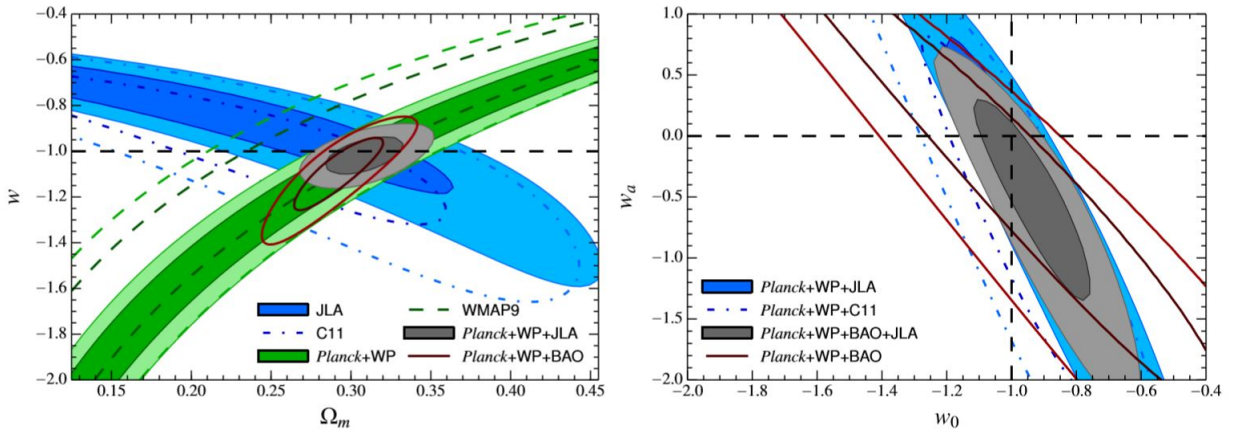 −0.4
−0.6
−0.8
−1.0
−1.2
−1.4
−1.6
−1.8
−2.0
w
0.15 0.20 0.25 0.30 0.35 0.40 0.45
Ω_m
JLA
C11
Planck+WP
WMAP9
Planck+WP+JLA
Planck+WP+BAO
1.0
0.5
0.0
−0.5
−1.0
−1.5
−2.0
w_a
−2.0 −1.8 −1.6 −1.4 −1.2 −1.0 −0.8 −0.6 −0.4
w_0
Planck+WP+JLA
Planck+WP+C11
Planck+WP+BAO+JLA
Planck+WP+BAO